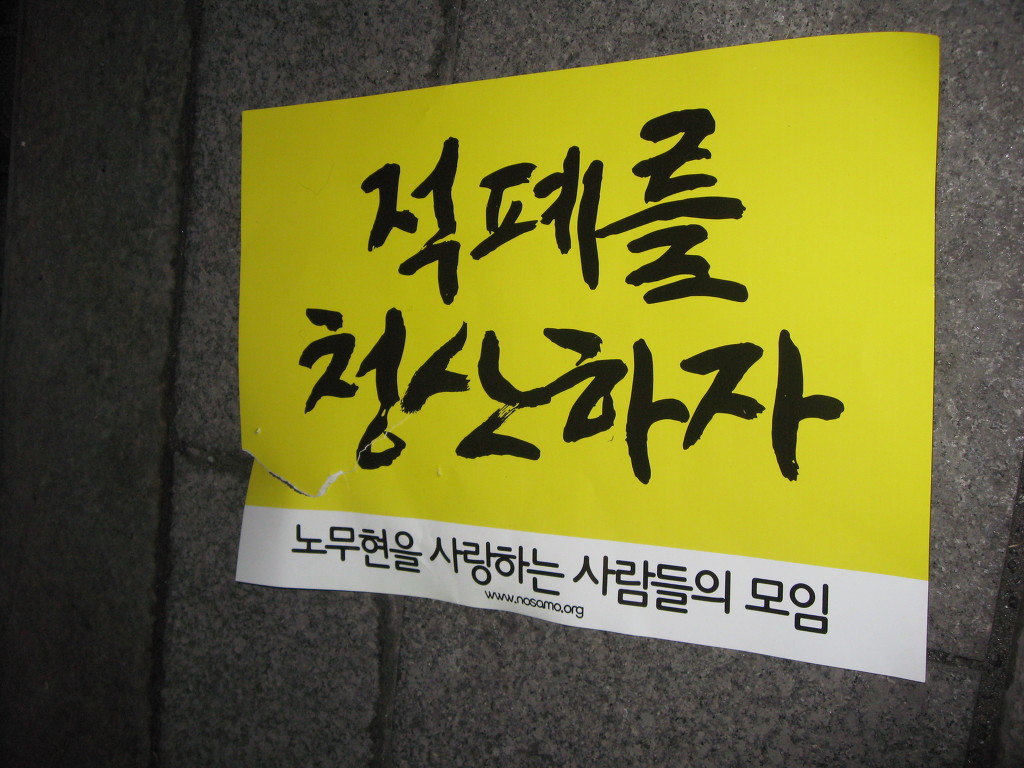 적폐를
청산하자
노무현을 사랑하는 사람들의 모임
www.nosamo.org